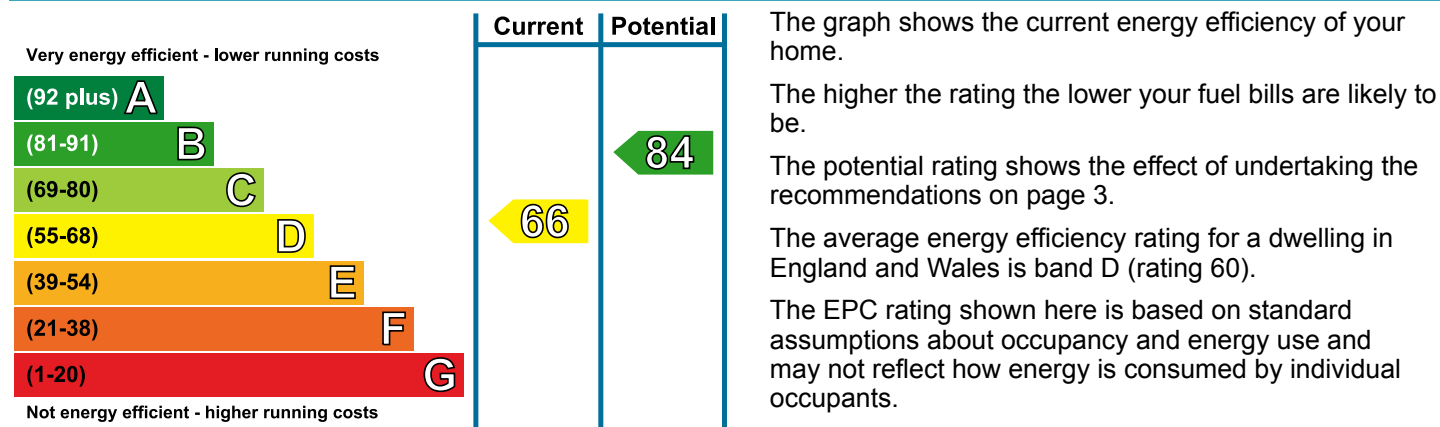 Current Potential
Very energy efficient - lower running costs
(92 plus) A
(81-91) B
84
(69-80) C
(55-68) D
66
(39-54) E
(21-38) F
(1-20) G
Not energy efficient - higher running costs
The graph shows the current energy efficiency of your
home.
The higher the rating the lower your fuel bills are likely to
be.
The potential rating shows the effect of undertaking the
recommendations on page 3.
The average energy efficiency rating for a dwelling in
England and Wales is band D (rating 60).
The EPC rating shown here is based on standard
assumptions about occupancy and energy use and
may not reflect how energy is consumed by individual
occupants.